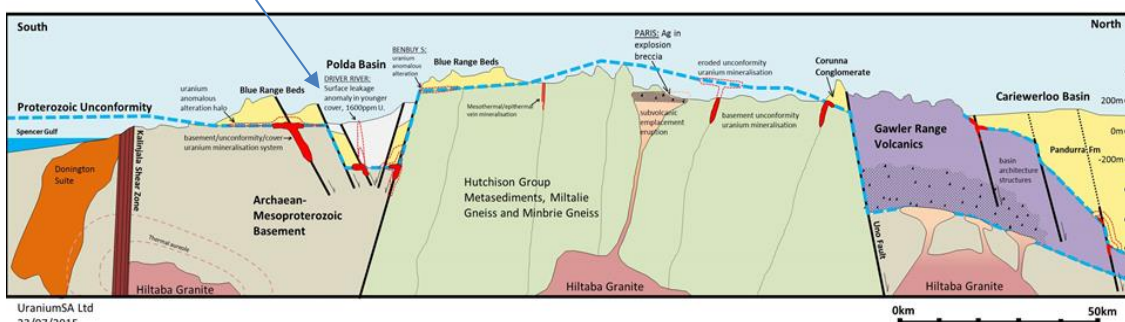 South
North
PARIS: Ag in
explosion
breccia
BENBUY S:
uranium
anomalous
alteration
Polda Basin
DRIVER RIVER:
Surface leakage
anomaly in younger
cover, 1600ppm U.
Blue Range Beds
eroded unconformity
uranium mineralisation
Corunna
Conglomerate
uranium
anomalous
alteration halo
Blue Range Beds
Proterozoic Unconformity
Cariewerloo Basin
Spencer Gulf
Mesothermal/epithermal
vein mineralisation
200m
0m
-200m
basement/unconformity/cover
uranium mineralisation system
subvolcanic
emplacement
eruption
basement unconformity
uranium mineralisation
Gawler Range
Volcanics
Pandurra Fm
Donington
Suite
Kalinjala Shear Zone
basin
architecture
structures
Archaean-
Mesoproterozoic
Basement
Hutchison Group
Metasediments, Miltalie
Gneiss and Minbrie Gneiss
Thermal aureole
Uno Fault
Hiltaba Granite
Hiltaba Granite
Hiltaba Granite
UraniumSA Ltd
23/07/2015
0km
50km